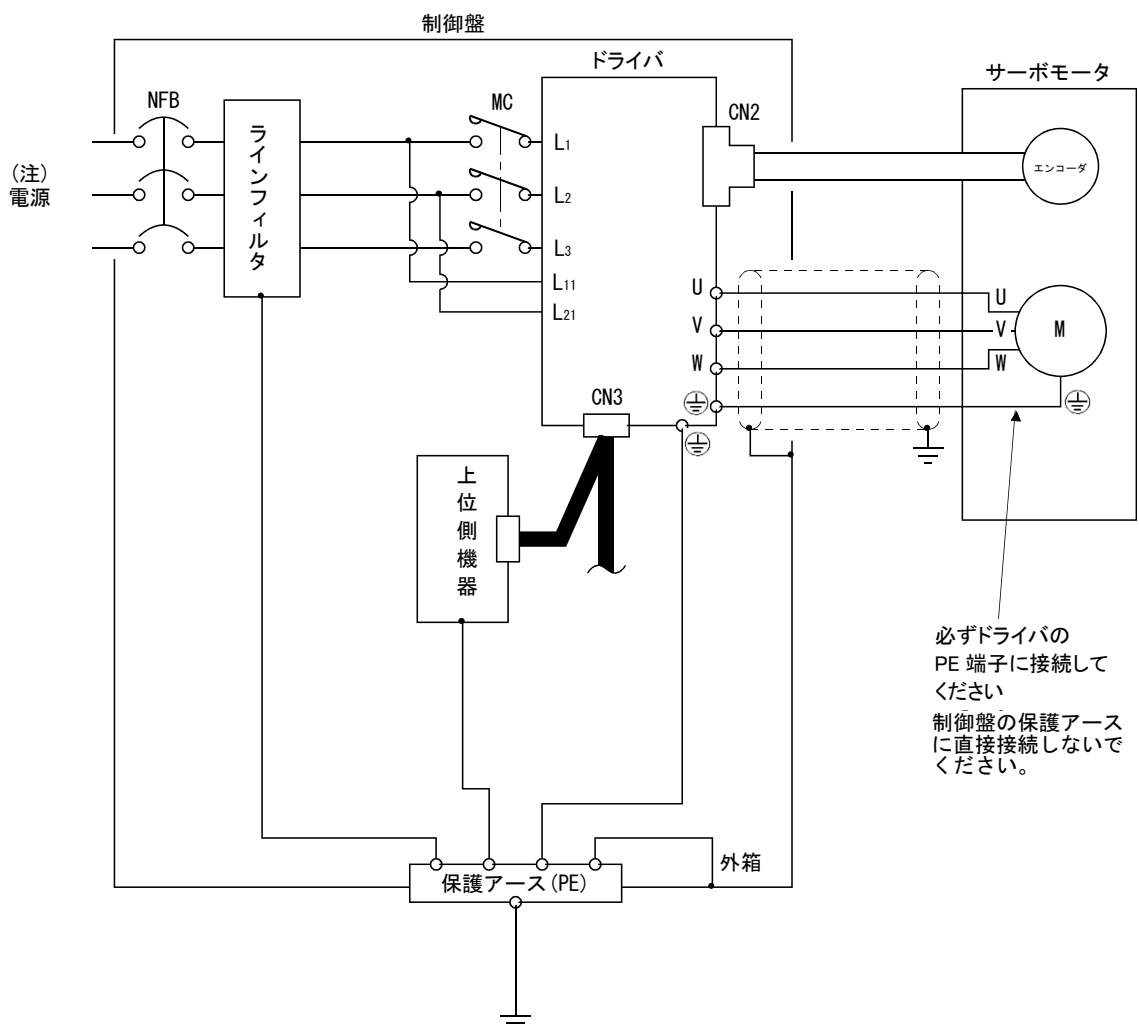 制御盤
ドライバ
サーボモータ
NFB
MC
CN2
ラインフィルタ
(注)
電源
L1
L2
L3
L11
L21
エンコーダ
U
V
W
U
V
W
M
CN3
上位側機器
必ずドライバの
PE 端子に接続して
ください
制御盤の保護アース
に直接接続しないで
ください。
外箱
保護アース(PE)